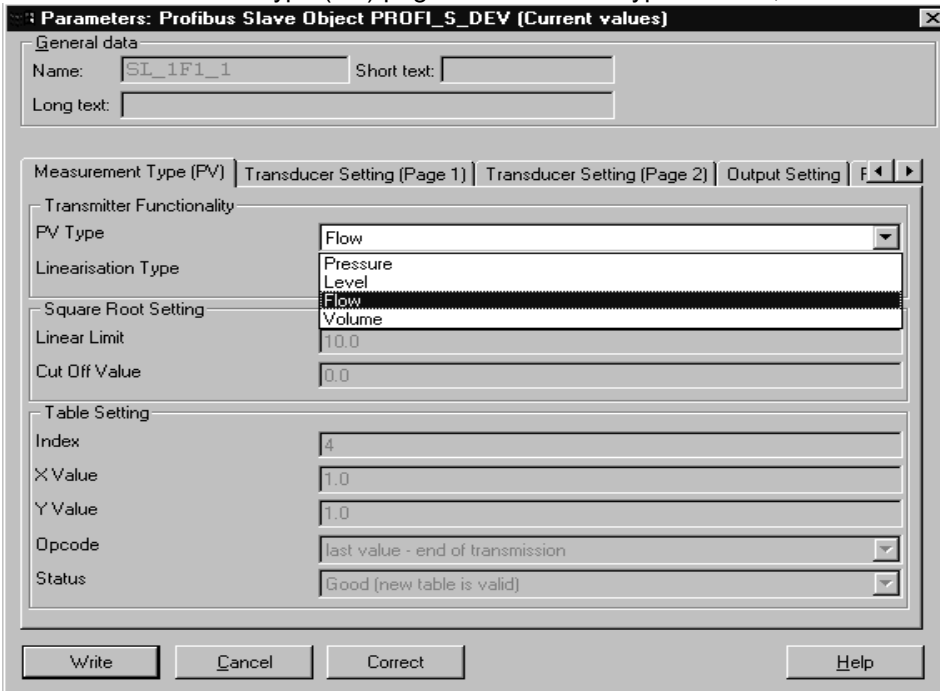 Parameters: Profibus Slave Object PROFI_S_DEV (Current values)
General data
Name: SL_1F1_1 Short text:
Long text:
Measurement Type (PV) Transducer Setting (Page 1) Transducer Setting (Page 2) Output Setting
Transmitter Functionality
PV Type Flow
Linearisation Type Pressure
Level
Flow
Square Root Setting
Volume
Linear Limit 10.0
Cut Off Value 0.0
Table Setting
Index 4
X Value 1.0
Y Value 1.0
Opcode last value - end of transmission
Status Good (new table is valid)
Write Cancel Correct Help